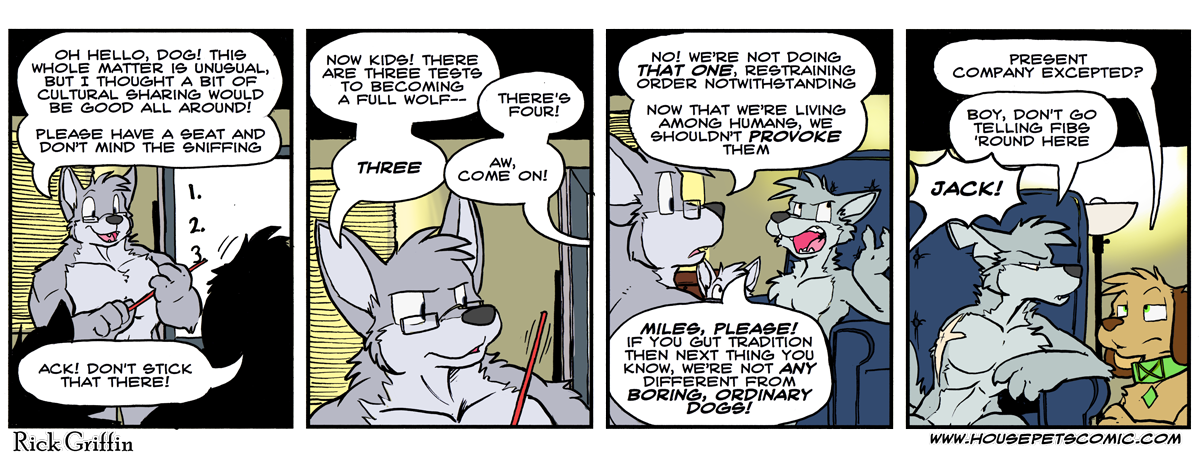 OH HELLO, DOG! THIS
WHOLE MATTER IS UNUSUAL,
BUT I THOUGHT A BIT OF
CULTURAL SHARING WOULD
BE GOOD ALL AROUND!
PLEASE HAVE A SEAT AND
DON'T MIND THE SNIFFING
1.
2.
3.
ACK! DON'T STICK
THAT THERE!
NOW KIDS! THERE
ARE THREE TESTS
TO BECOMING
A FULL WOLF--
THERE'S
FOUR!
THREE
AW,
COME ON!
NO! WE'RE NOT DOING
THAT ONE, RESTRAINING
ORDER NOTWITHSTANDING
NOW THAT WE'RE LIVING
AMONG HUMANS, WE
SHOULDN'T PROVOKE
THEM
MILES, PLEASE!
IF YOU GUT TRADITION
THEN NEXT THING YOU
KNOW, WE'RE NOT ANY
DIFFERENT FROM
BORING, ORDINARY
DOGS!
PRESENT
COMPANY EXCEPTED?
BOY, DON'T GO
TELLING FIBS
'ROUND HERE
JACK!
Rick Griffin
WWW.HOUSEPETSCOMIC.COM